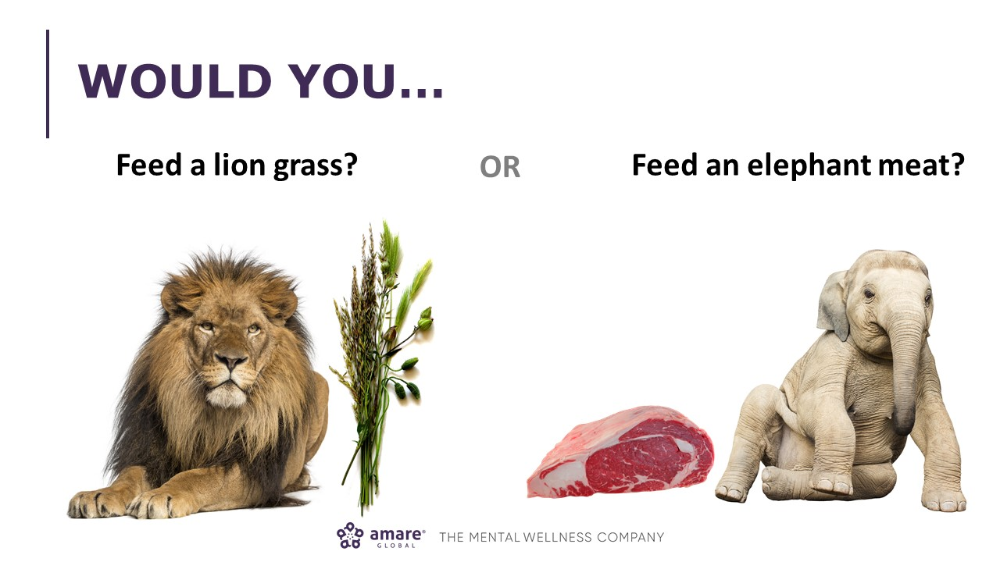 WOULD YOU...
Feed a lion grass?
OR
Feed an elephant meat?
amare®
GLOBAL
THE MENTAL WELLNESS COMPANY